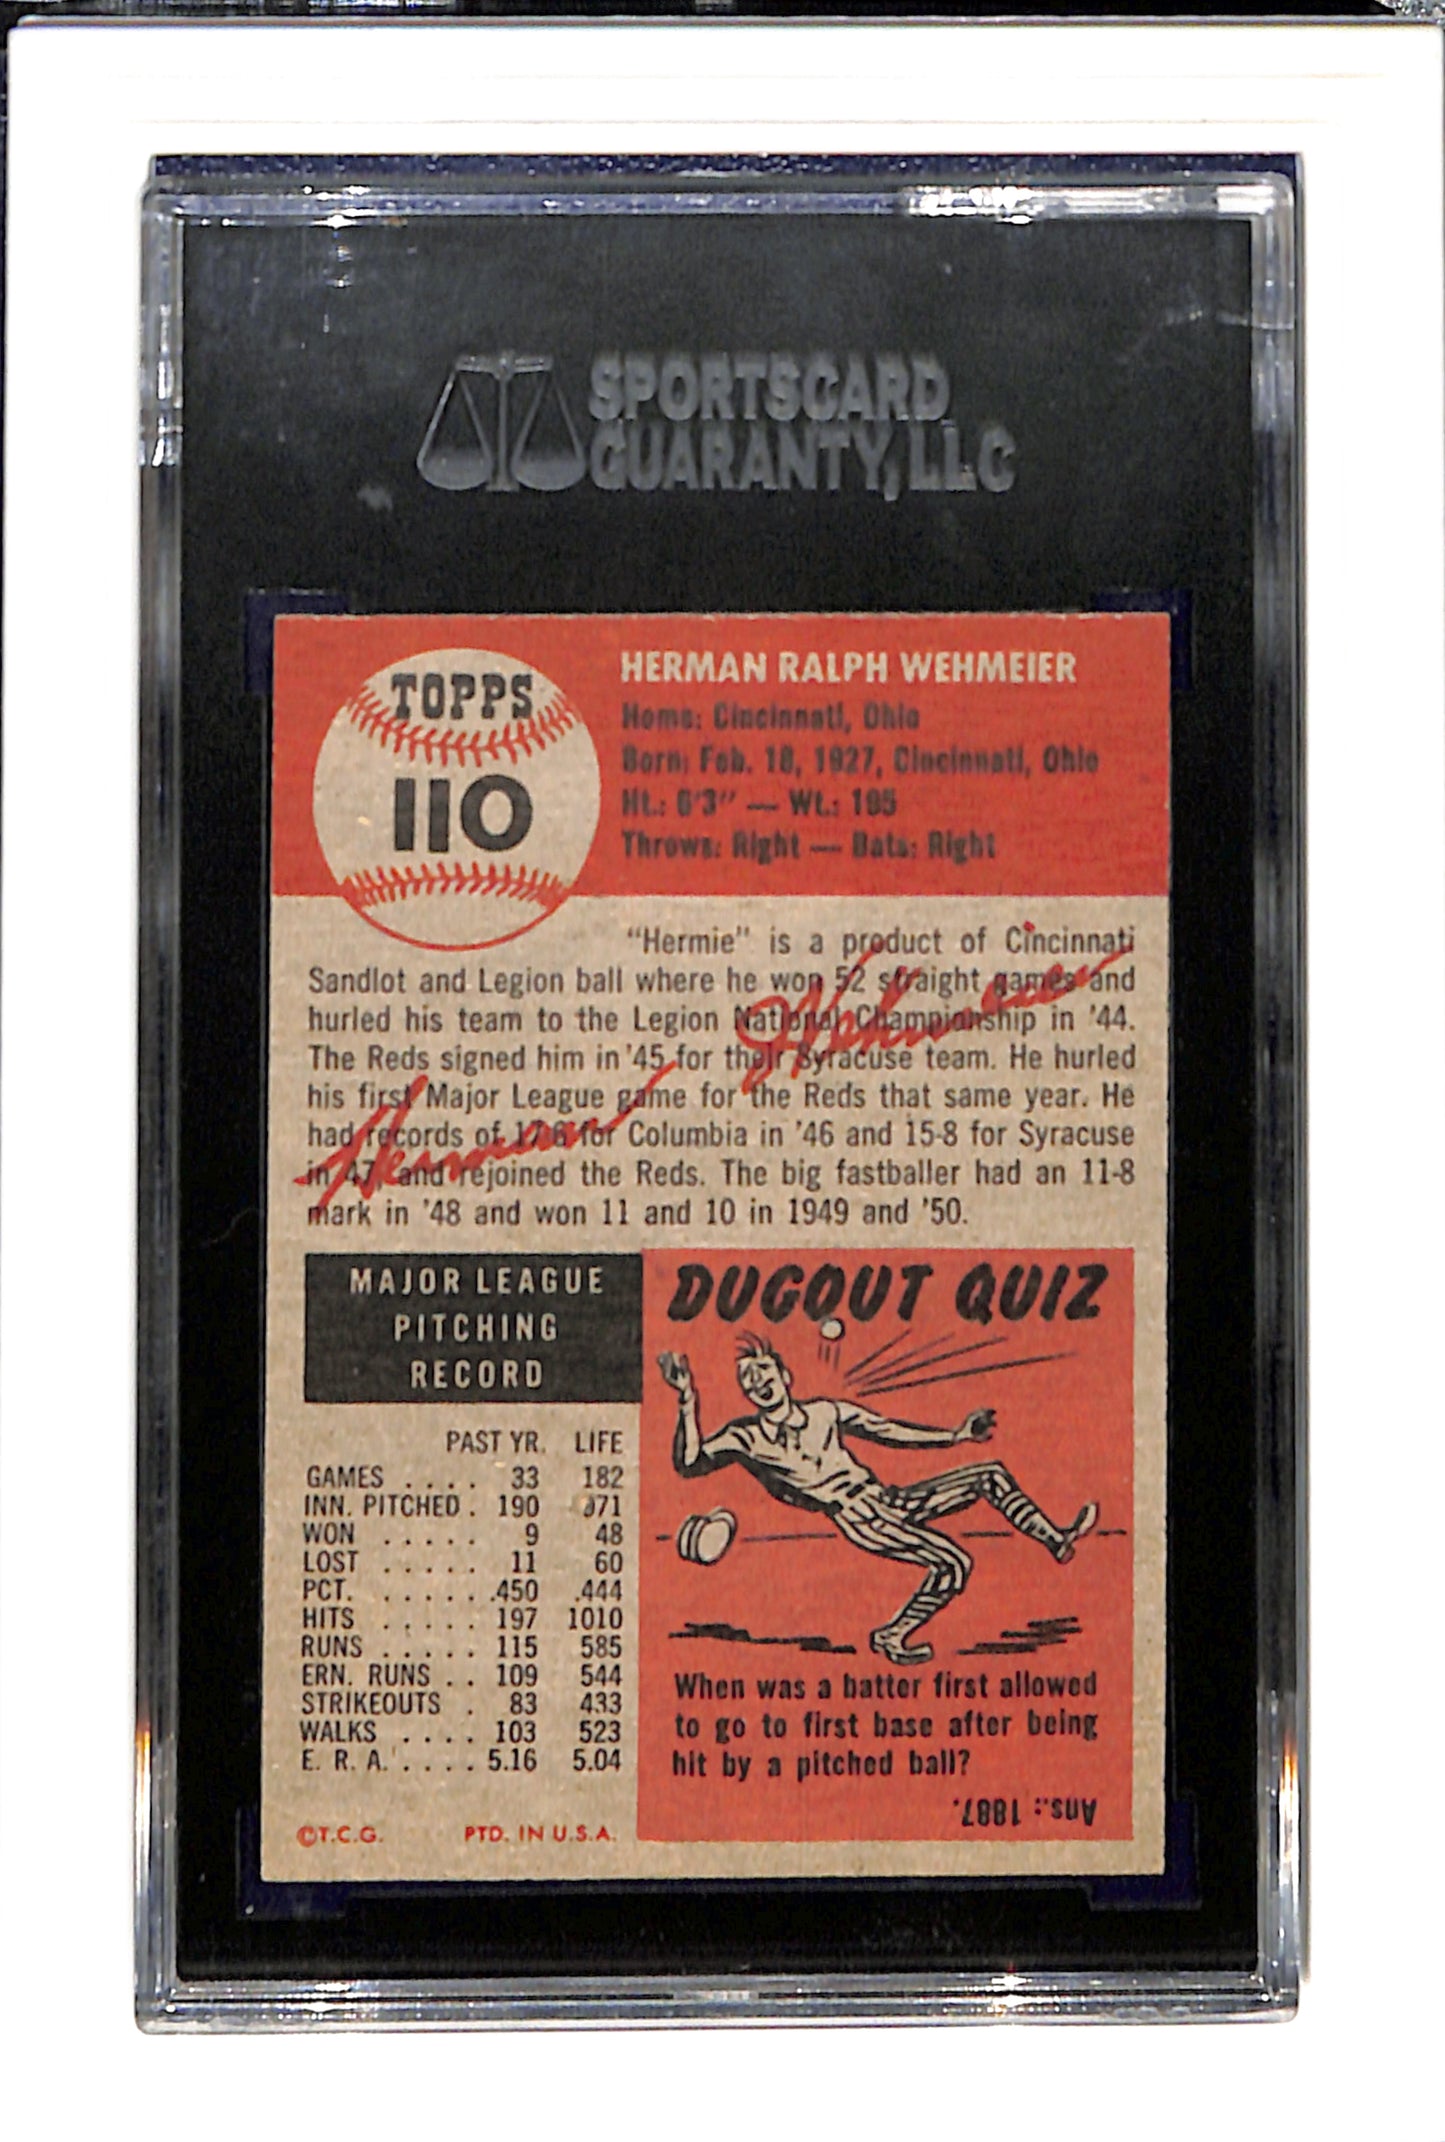 SPORTSCARD
GUARANTY, LLC
TOPPS
110
HERMAN RALPH WEHMEIER
Home: Cincinnati, Ohio
Born: Feb. 18, 1927, Cincinnati, Ohio
Ht.: 6'3" — Wt.: 195
Throws: Right — Bats: Right
"Hermie" is a product of Cincinnati
Sandlot and Legion ball where he won 52 straight games and
hurled his team to the Legion National Championship in '44.
The Reds signed him in '45 for their Syracuse team. He hurled
his first Major League game for the Reds that same year. He
had records of for Columbia in '46 and 15-8 for Syracuse
in '47, and rejoined the Reds. The big fastballer had an 11-8
mark in '48 and won 11 and 10 in 1949 and '50.
Herman Wehmeier
MAJOR LEAGUE
PITCHING
RECORD
PAST YR. LIFE
GAMES .... 33 182
INN. PITCHED . 190 971
WON ..... 9 48
LOST ..... 11 60
PCT. ...... .450 .444
HITS ..... 197 1010
RUNS ..... 115 585
ERN. RUNS .. 109 544
STRIKEOUTS . 83 433
WALKS .... 103 523
E. R. A. .... 5.16 5.04
©T.C.G. PTD. IN U.S.A.
DUGOUT QUIZ
When was a batter first allowed
to go to first base after being
hit by a pitched ball?
Ans.: 1887.